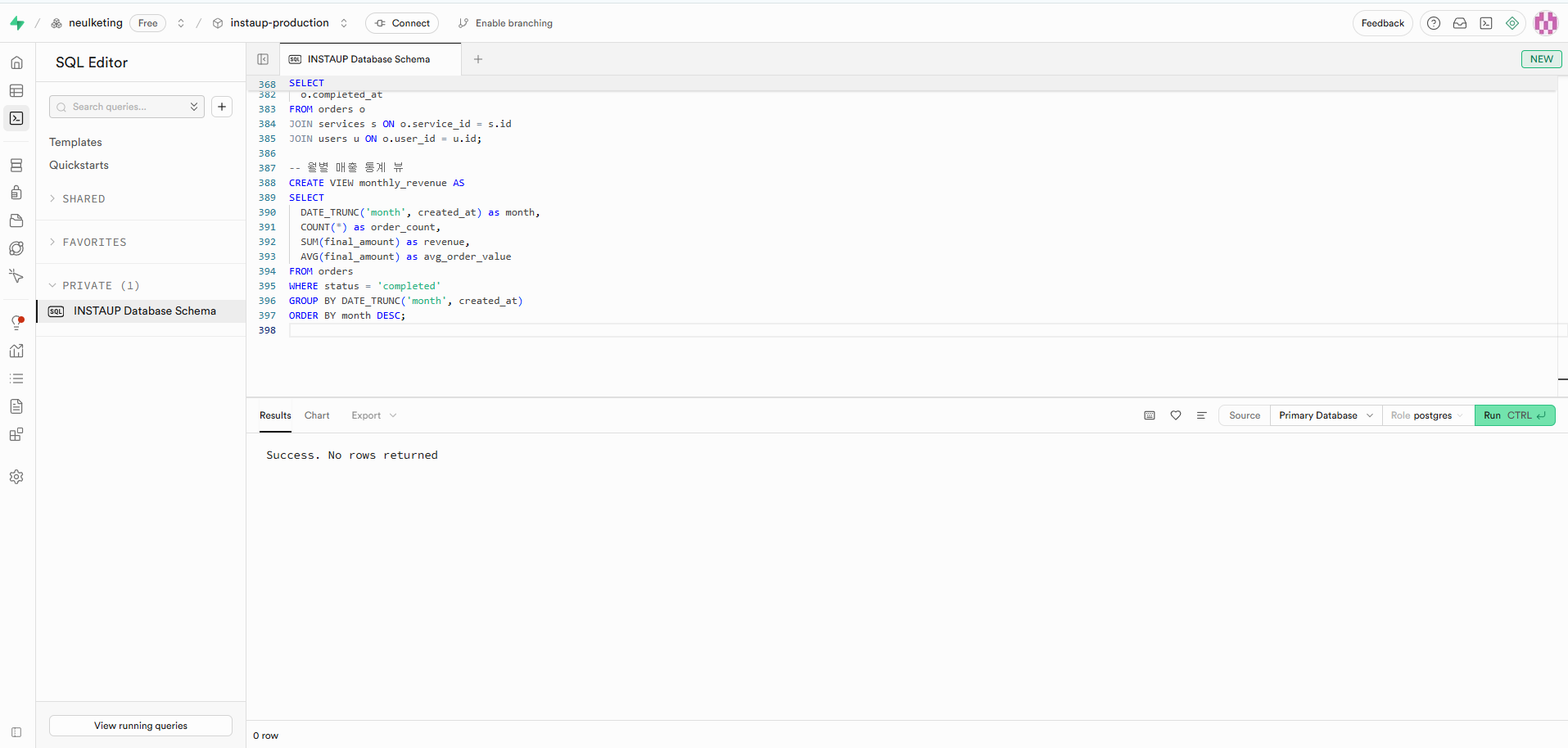 / neulketing Free / instaup-production Connect Enable branching Feedback
SQL Editor
INSTAUP Database Schema
NEW
Search queries...
Templates
Quickstarts
SHARED
FAVORITES
PRIVATE (1)
SQL INSTAUP Database Schema
View running queries
368 SELECT
382 o.completed_at
383 FROM orders o
384 JOIN services s ON o.service_id = s.id
385 JOIN users u ON o.user_id = u.id;
386
387 -- 월별 매출 통계 뷰
388 CREATE VIEW monthly_revenue AS
389 SELECT
390 DATE_TRUNC('month', created_at) as month,
391 COUNT(*) as order_count,
392 SUM(final_amount) as revenue,
393 AVG(final_amount) as avg_order_value
394 FROM orders
395 WHERE status = 'completed'
396 GROUP BY DATE_TRUNC('month', created_at)
397 ORDER BY month DESC;
398
Results Chart Export Source Primary Database Role postgres Run CTRL
Success. No rows returned
0 row